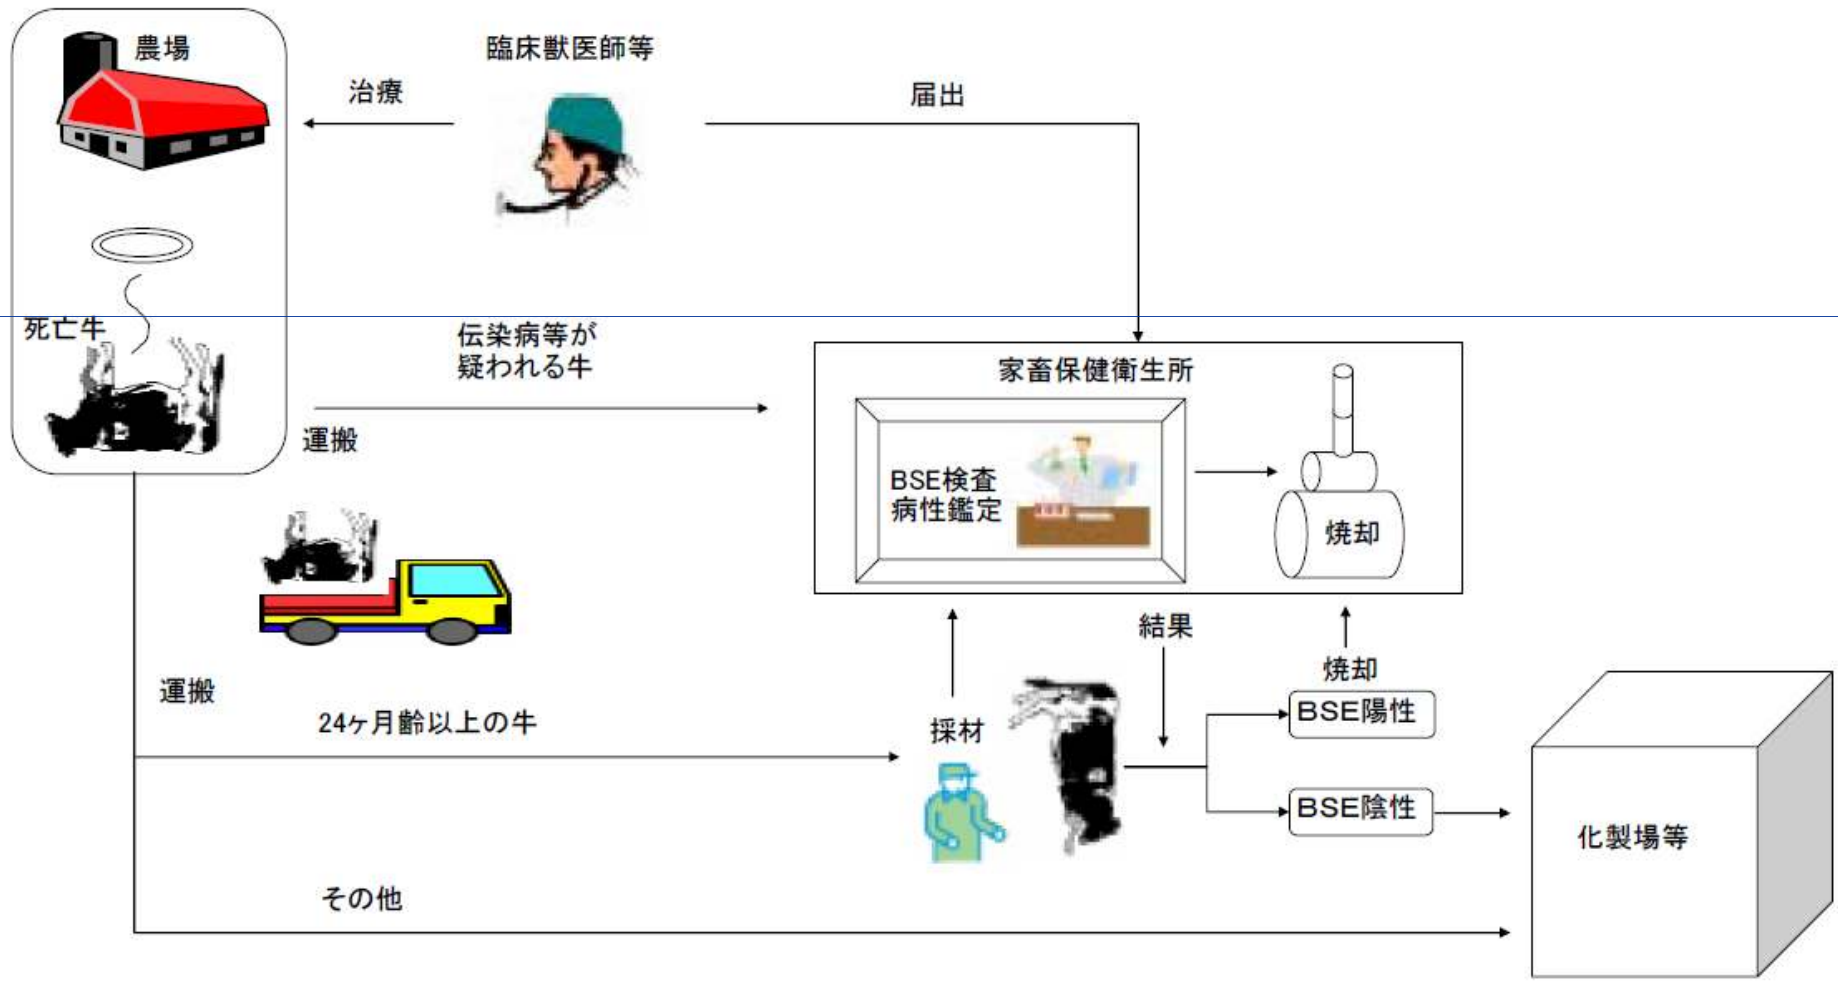 農場
臨床獣医師等
治療
届出
死亡牛
伝染病等が
疑われる牛
運搬
家畜保健衛生所
BSE検査
病性鑑定
焼却
結果
焼却
運搬
24ヶ月齢以上の牛
採材
BSE陽性
BSE陰性
化製場等
その他